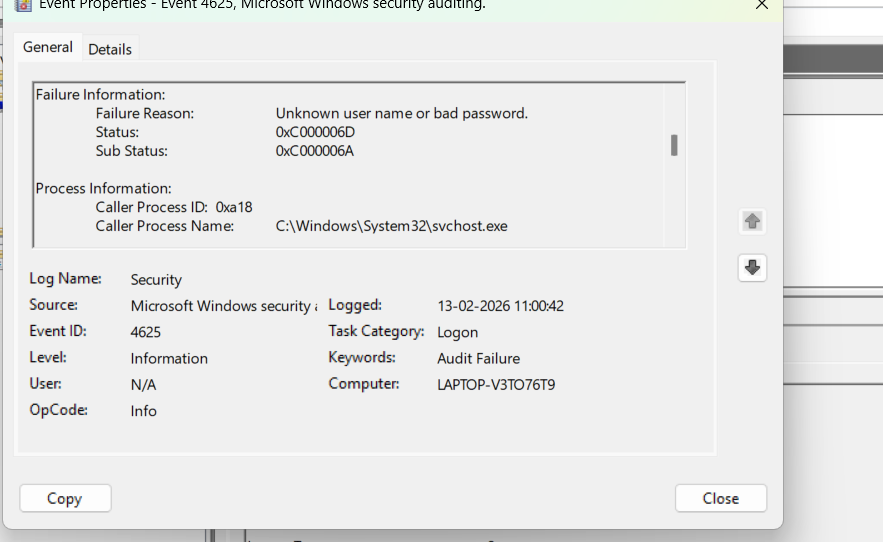 Event Properties - Event 4625, Microsoft Windows security auditing.
General
Details
Failure Information:
Failure Reason: Unknown user name or bad password.
Status: 0xC000006D
Sub Status: 0xC000006A
Process Information:
Caller Process ID: 0xa18
Caller Process Name: C:\Windows\System32\svchost.exe
Log Name: Security
Source: Microsoft Windows security Logged: 13-02-2026 11:00:42
Event ID: 4625 Task Category: Logon
Level: Information Keywords: Audit Failure
User: N/A Computer: LAPTOP-V3TO76T9
OpCode: Info
Copy
Close